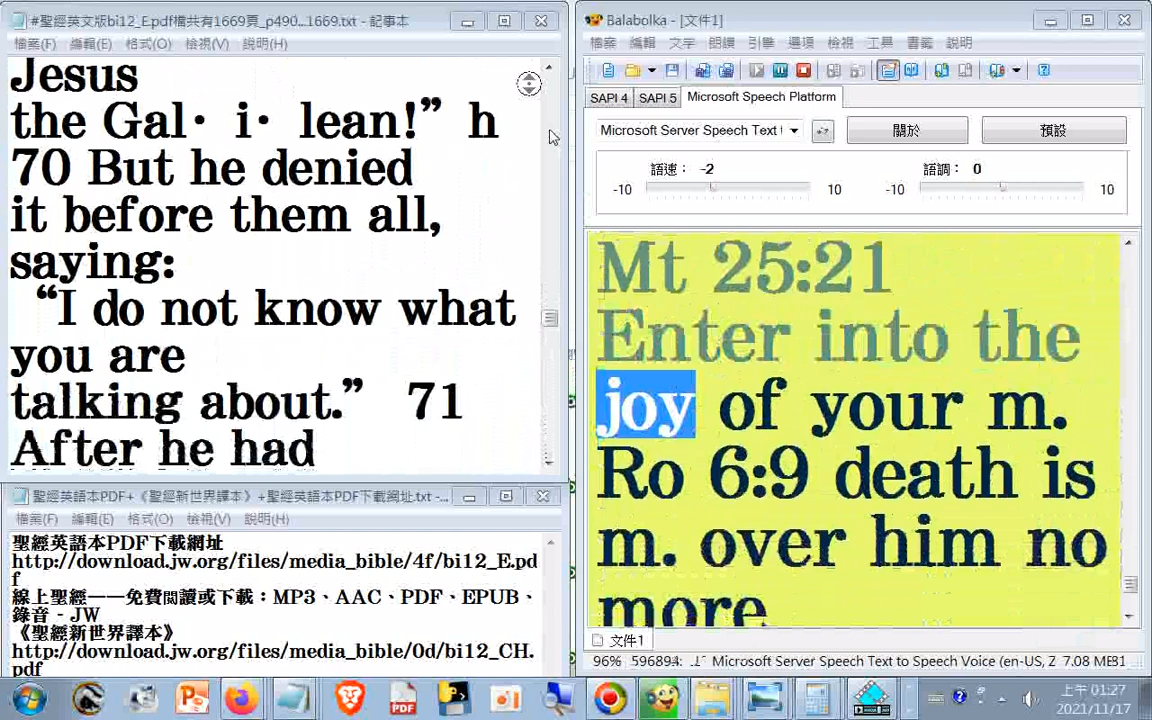 #聖經英文版bi12_E.pdf橫共有1669頁_p490...1669.txt - 記事本
檔案(F) 編輯(E) 格式(O) 檢視(V) 說明(H)
Jesus
the Gal· i· lean!” h
70 But he denied
it before them all,
saying:
“I do not know what
you are
talking about.” 71
After he had
聖經英語本PDF+《聖經新世界譯本》+聖經英語本PDF下載網址.txt - ...
檔案(F) 編輯(E) 格式(O) 檢視(V) 說明(H)
聖經英語本PDF下載網址
http://download.jw.org/files/media_bible/4f/bi12_E.pd
f
線上聖經——免費閱讀或下載：MP3、AAC、PDF、EPUB、
錄音 - JW
《聖經新世界譯本》
http://download.jw.org/files/media_bible/0d/bi12_CH.
pdf
Balabolka - [文件1]
檔案 編輯 文字 朗讀 引擎 選項 檢視 工具 書籤 說明
SAPI 4 SAPI 5 Microsoft Speech Platform
Microsoft Server Speech Text 關於 預設
語速： -2 語調： 0
-10 10 -10 10
Mt 25:21
Enter into the
joy of your m.
Ro 6:9 death is
m. over him no
more
文件1
96% 596894 Microsoft Server Speech Text to Speech Voice (en-US, Z 7.08 MB
PDF
上午 01:27
2021/11/17